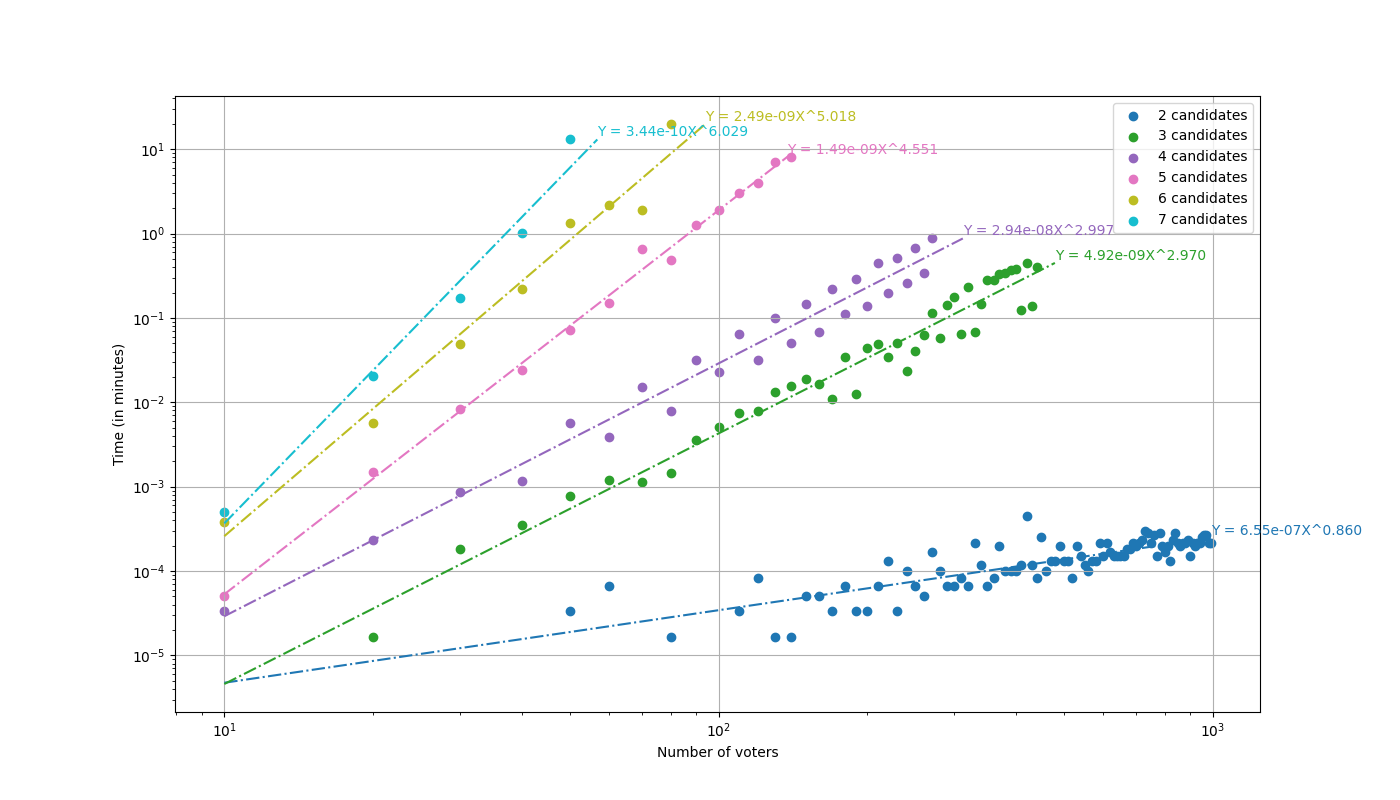 Y = 2.49e-09X^5.018
Y = 3.44e-10X^6.029
Y = 1.49e-09X^4.551
Y = 2.94e-08X^2.997
Y = 4.92e-09X^2.970
Y = 6.55e-07X^0.860
2 candidates
3 candidates
4 candidates
5 candidates
6 candidates
7 candidates
10^1
10^0
10^-1
10^-2
10^-3
10^-4
10^-5
Time (in minutes)
10^1 10^2 10^3
Number of voters